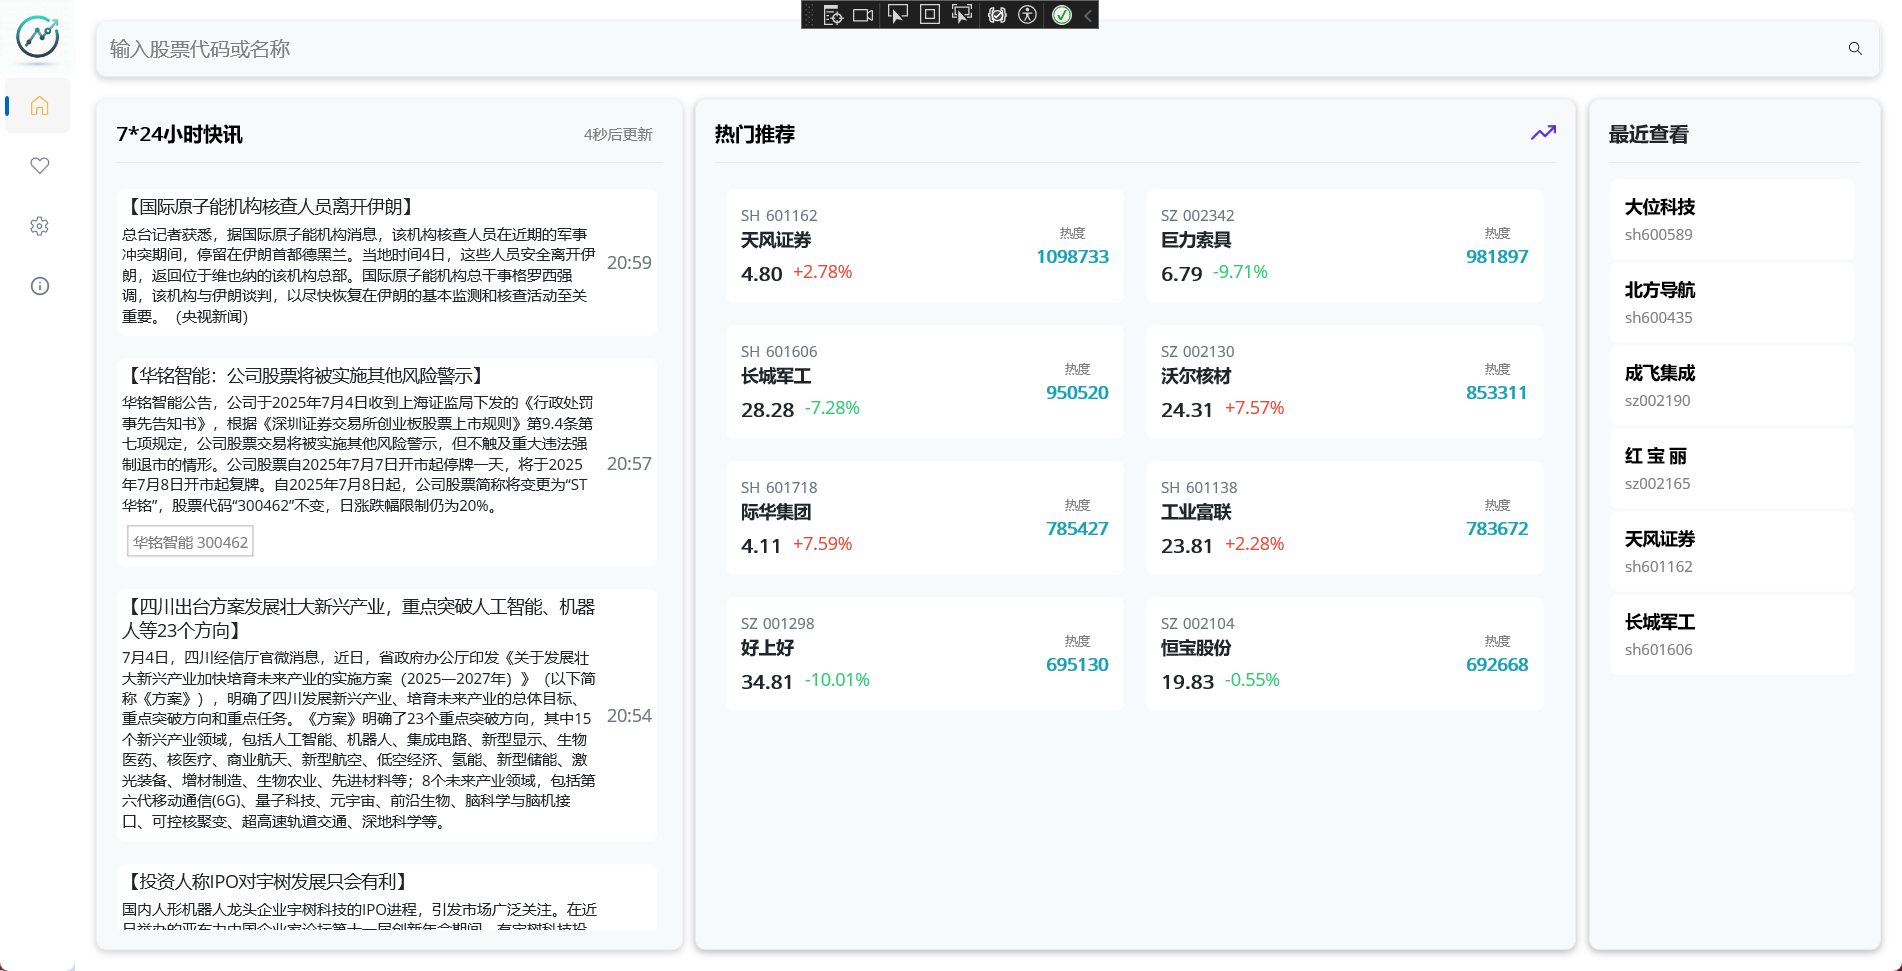 输入股票代码或名称
7*24小时快讯
4秒后更新
【国际原子能机构核查人员离开伊朗】
总台记者获悉，据国际原子能机构消息，该机构核查人员在近期的军事
冲突期间，停留在伊朗首都德黑兰。当地时间4日，这些人员安全离开伊
朗，返回位于维也纳的该机构总部。国际原子能机构总干事格罗西强
调，该机构与伊朗谈判，以尽快恢复在伊朗的基本监测和核查活动至关
重要。（央视新闻）
20:59
【华铭智能：公司股票将被实施其他风险警示】
华铭智能公告，公司于2025年7月4日收到上海证监局下发的《行政处罚
事先告知书》，根据《深圳证券交易所创业板股票上市规则》第9.4条第
七项规定，公司股票交易将被实施其他风险警示，但不触及重大违法强
制退市的情形。公司股票自2025年7月7日开市起停牌一天，将于2025
年7月8日开市起复牌。自2025年7月8日起，公司股票简称将变更为“ST
华铭”，股票代码“300462”不变，日涨跌幅限制仍为20%。
20:57
华铭智能 300462
【四川出台方案发展壮大新兴产业，重点突破人工智能、机器
人等23个方向】
7月4日，四川经信厅官微消息，近日，省政府办公厅印发《关于发展壮
大新兴产业加快培育未来产业的实施方案（2025—2027年）》（以下简
称《方案》），明确了四川发展新兴产业、培育未来产业的总体目标、
重点突破方向和重点任务。《方案》明确了23个重点突破方向，其中15
个新兴产业领域，包括人工智能、机器人、集成电路、新型显示、生物
医药、核医疗、商业航天、新型航空、低空经济、氢能、新型储能、激
光装备、增材制造、生物农业、先进材料等；8个未来产业领域，包括第
六代移动通信(6G)、量子科技、元宇宙、前沿生物、脑科学与脑机接
口、可控核聚变、超高速轨道交通、深地科学等。
20:54
【投资人称IPO对宇树发展只会有利】
国内人形机器人龙头企业宇树科技的IPO进程，引发市场广泛关注。在近
日举办的亚布力中国企业家论坛第十一届创新年会期间，有宇树科技投
热门推荐
SH 601162
天风证券
4.80 +2.78%
热度
1098733
SZ 002342
巨力索具
6.79 -9.71%
热度
981897
SH 601606
长城军工
28.28 -7.28%
热度
950520
SZ 002130
沃尔核材
24.31 +7.57%
热度
853311
SH 601718
际华集团
4.11 +7.59%
热度
785427
SH 601138
工业富联
23.81 +2.28%
热度
783672
SZ 001298
好上好
34.81 -10.01%
热度
695130
SZ 002104
恒宝股份
19.83 -0.55%
热度
692668
最近查看
大位科技
sh600589
北方导航
sh600435
成飞集成
sz002190
红 宝 丽
sz002165
天风证券
sh601162
长城军工
sh601606